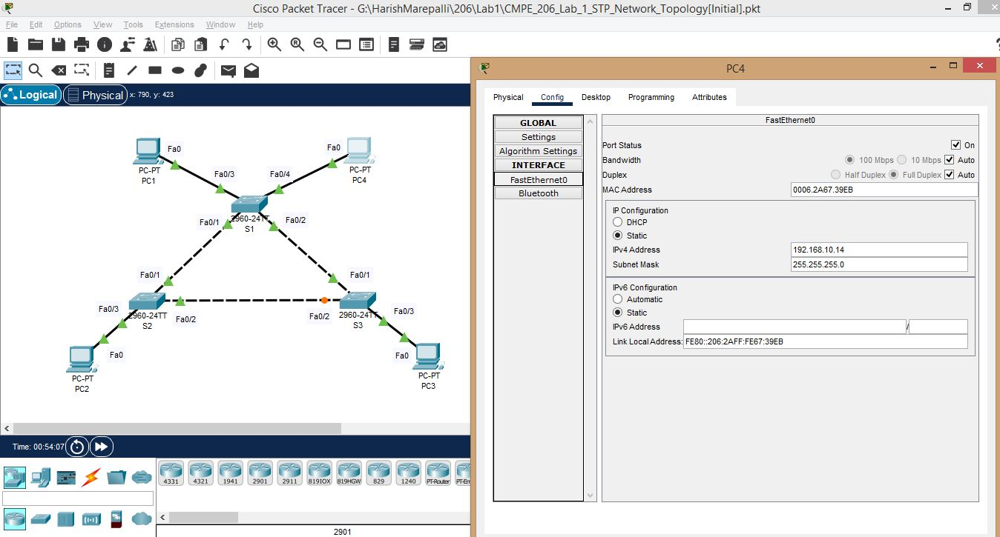 Cisco Packet Tracer - G:\HarishMarepalli\206\Lab1\CMPE_206_Lab_1_STP_Network_Topology[Initial].pkt
File Edit Options View Tools Extensions Window Help
Logical Physical x: 790, y: 423
Fa0
PC-PT
PC1
Fa0/3
Fa0/4
Fa0
PC-PT
PC4
Fa0/1
2960-24TT
S1
Fa0/2
Fa0/1
Fa0/1
Fa0/3
2960-24TT
S2
Fa0/2
Fa0/2
2960-24TT
S3
Fa0/3
Fa0
PC-PT
PC2
Fa0
PC-PT
PC3
Time: 00:54:07
4331 4321 1941 2901 2911 819IOX 819HGW 829 1240 PT-Router
2901
PC4
Physical Config Desktop Programming Attributes
GLOBAL
Settings
Algorithm Settings
INTERFACE
FastEthernet0
Bluetooth
FastEthernet0
Port Status On
Bandwidth 100 Mbps 10 Mbps Auto
Duplex Half Duplex Full Duplex Auto
MAC Address 0006.2A67.39EB
IP Configuration
DHCP
Static
IPv4 Address 192.168.10.14
Subnet Mask 255.255.255.0
IPv6 Configuration
Automatic
Static
IPv6 Address /
Link Local Address: FE80::206:2AFF:FE67:39EB